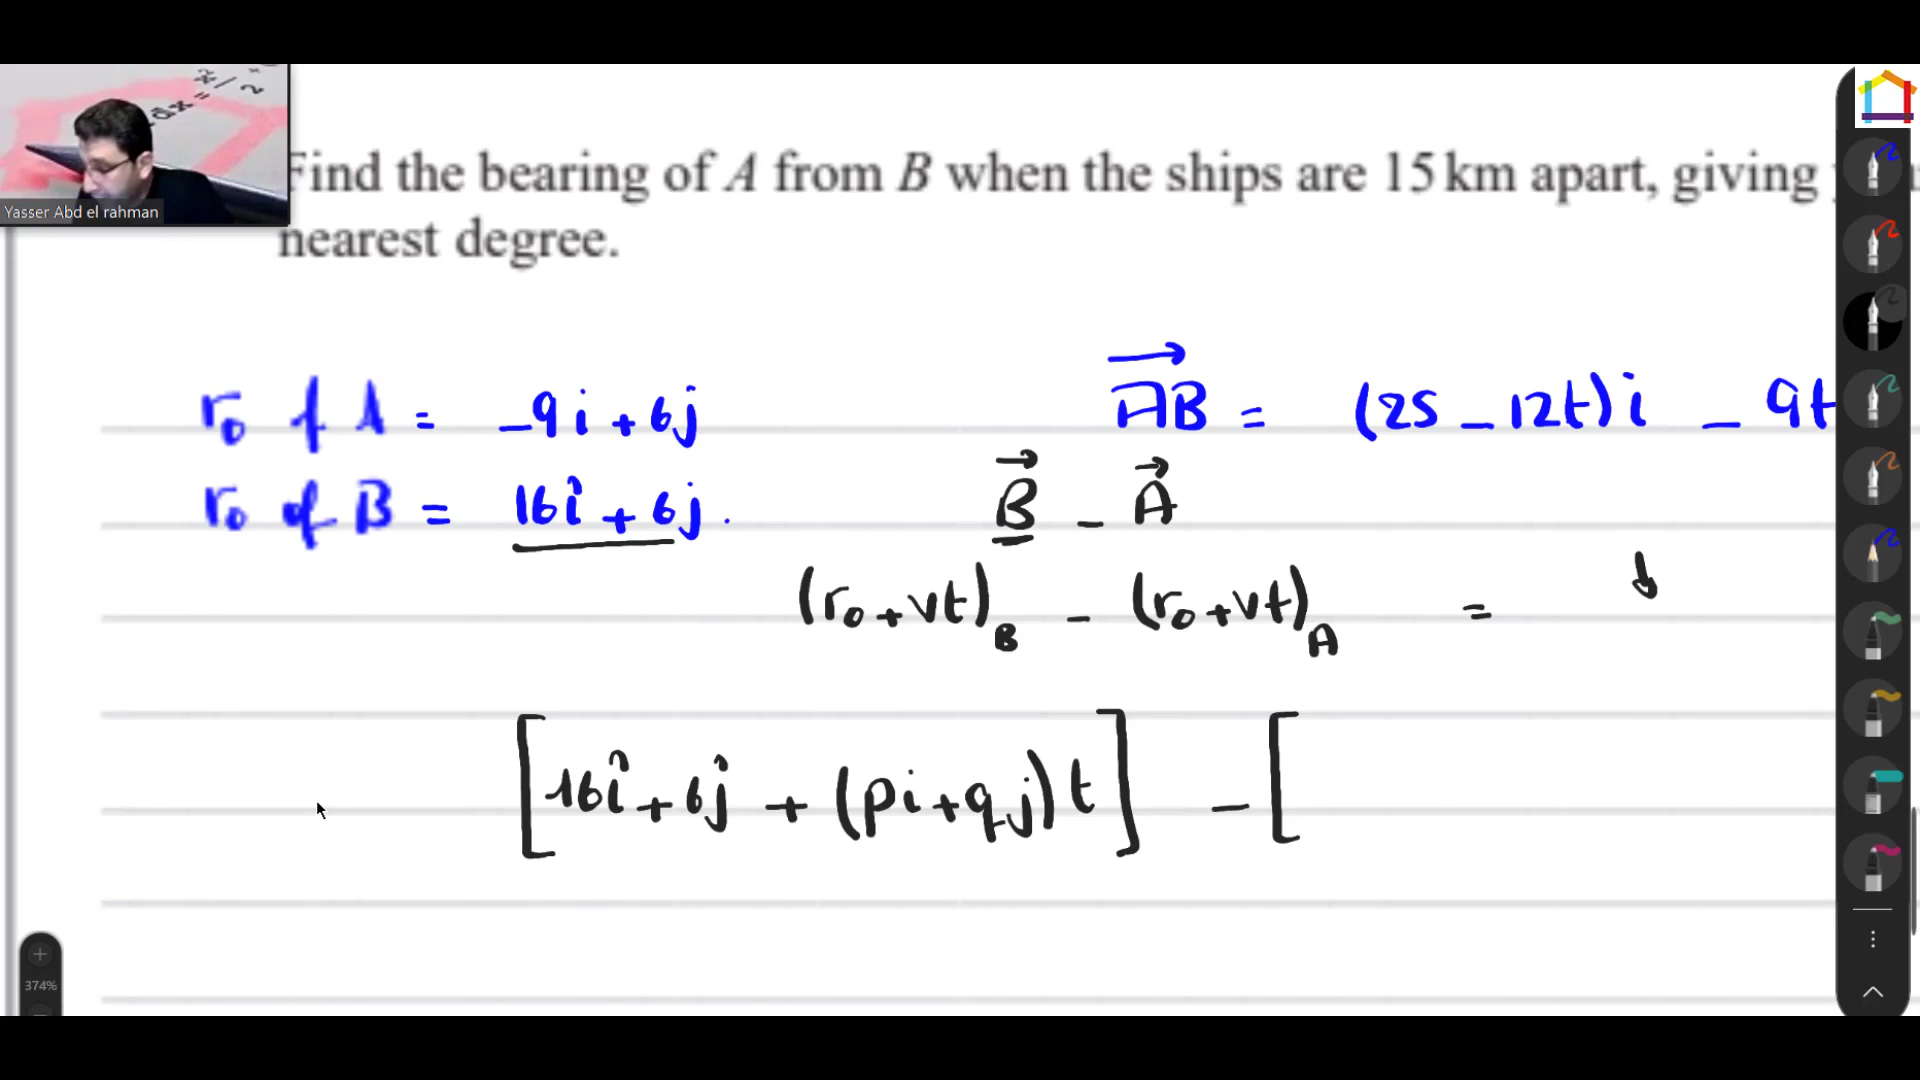 Find the bearing of A from B when the ships are 15 km apart, giving
nearest degree.
Yasser Abd el rahman
r₀ of A = -9i + 6j
r₀ of B = 16i + 6j.
AB = (25 - 12t)i - 9t
B - A
(r₀ + vt)B - (r₀ + vt)A =
[16i + 6j + (pi + qj)t] - [
374%